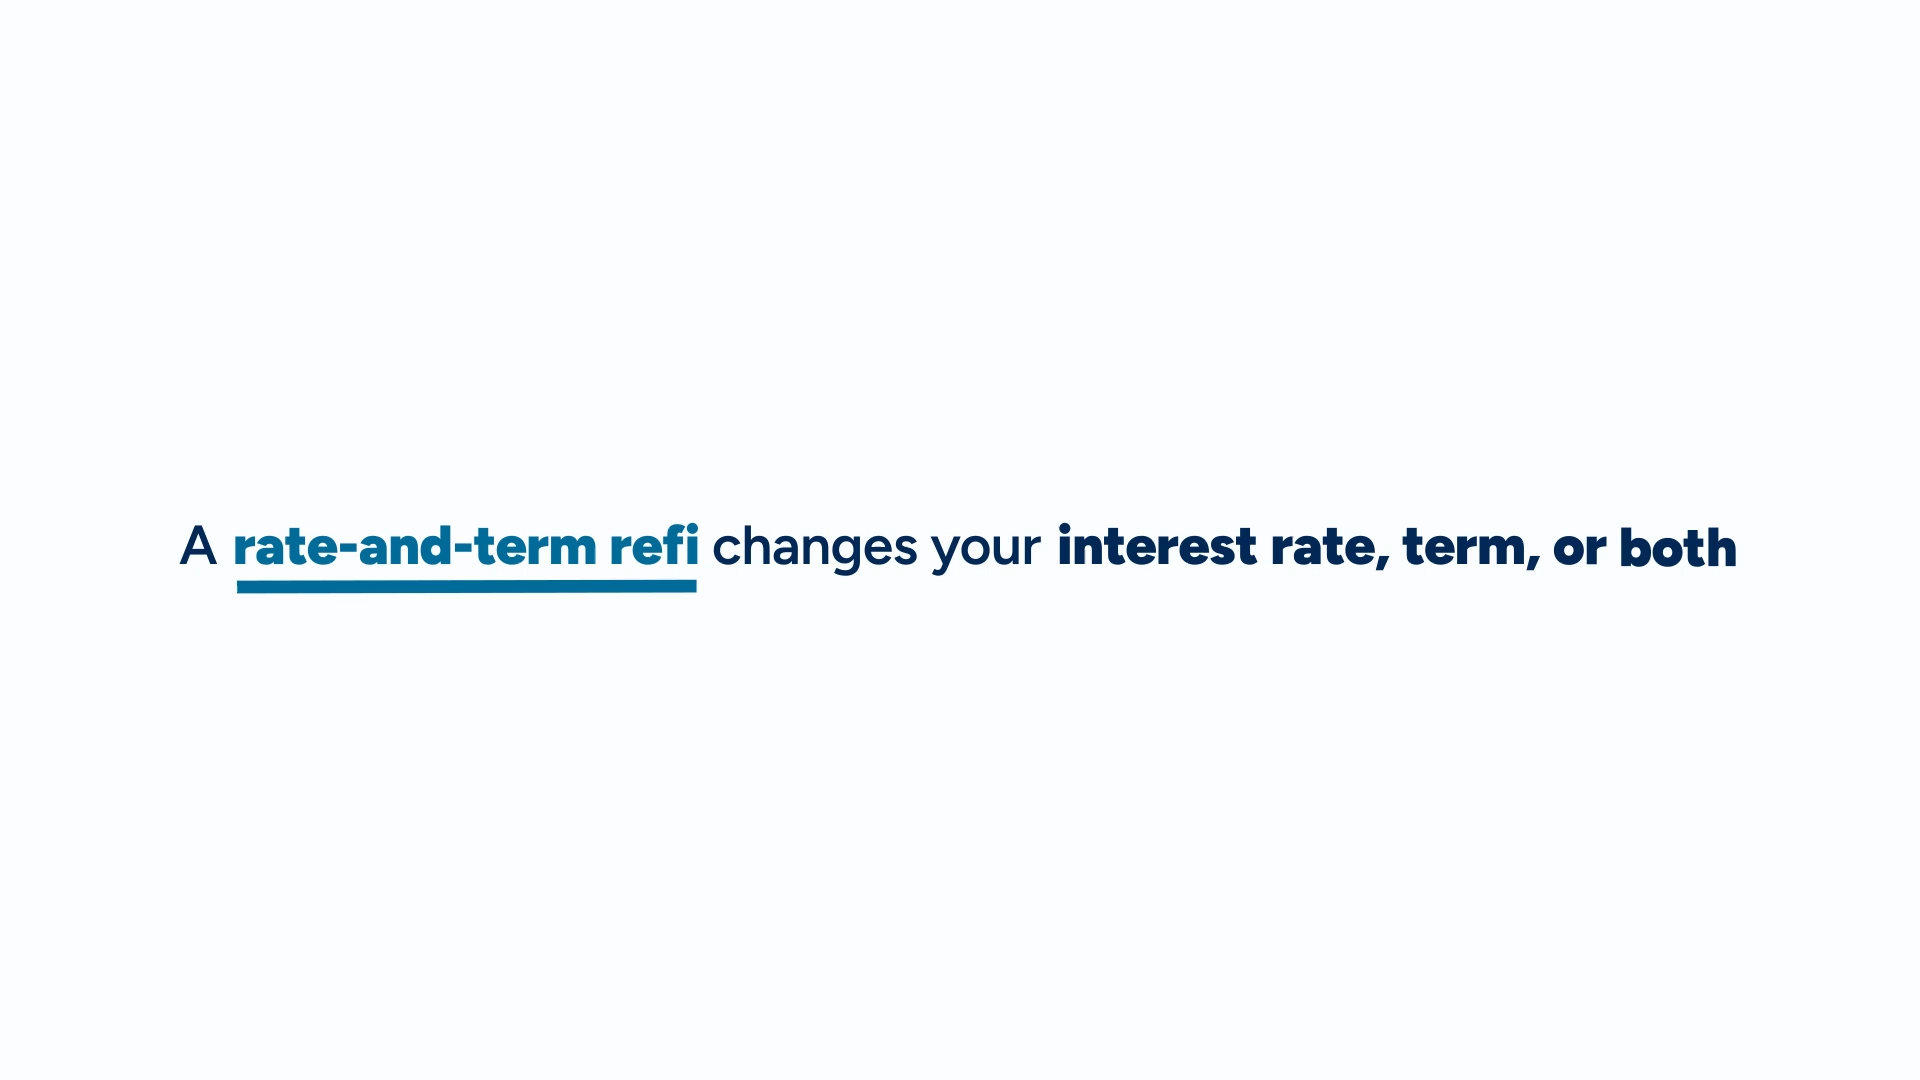 A rate-and-term refi changes your interest rate, term, or both